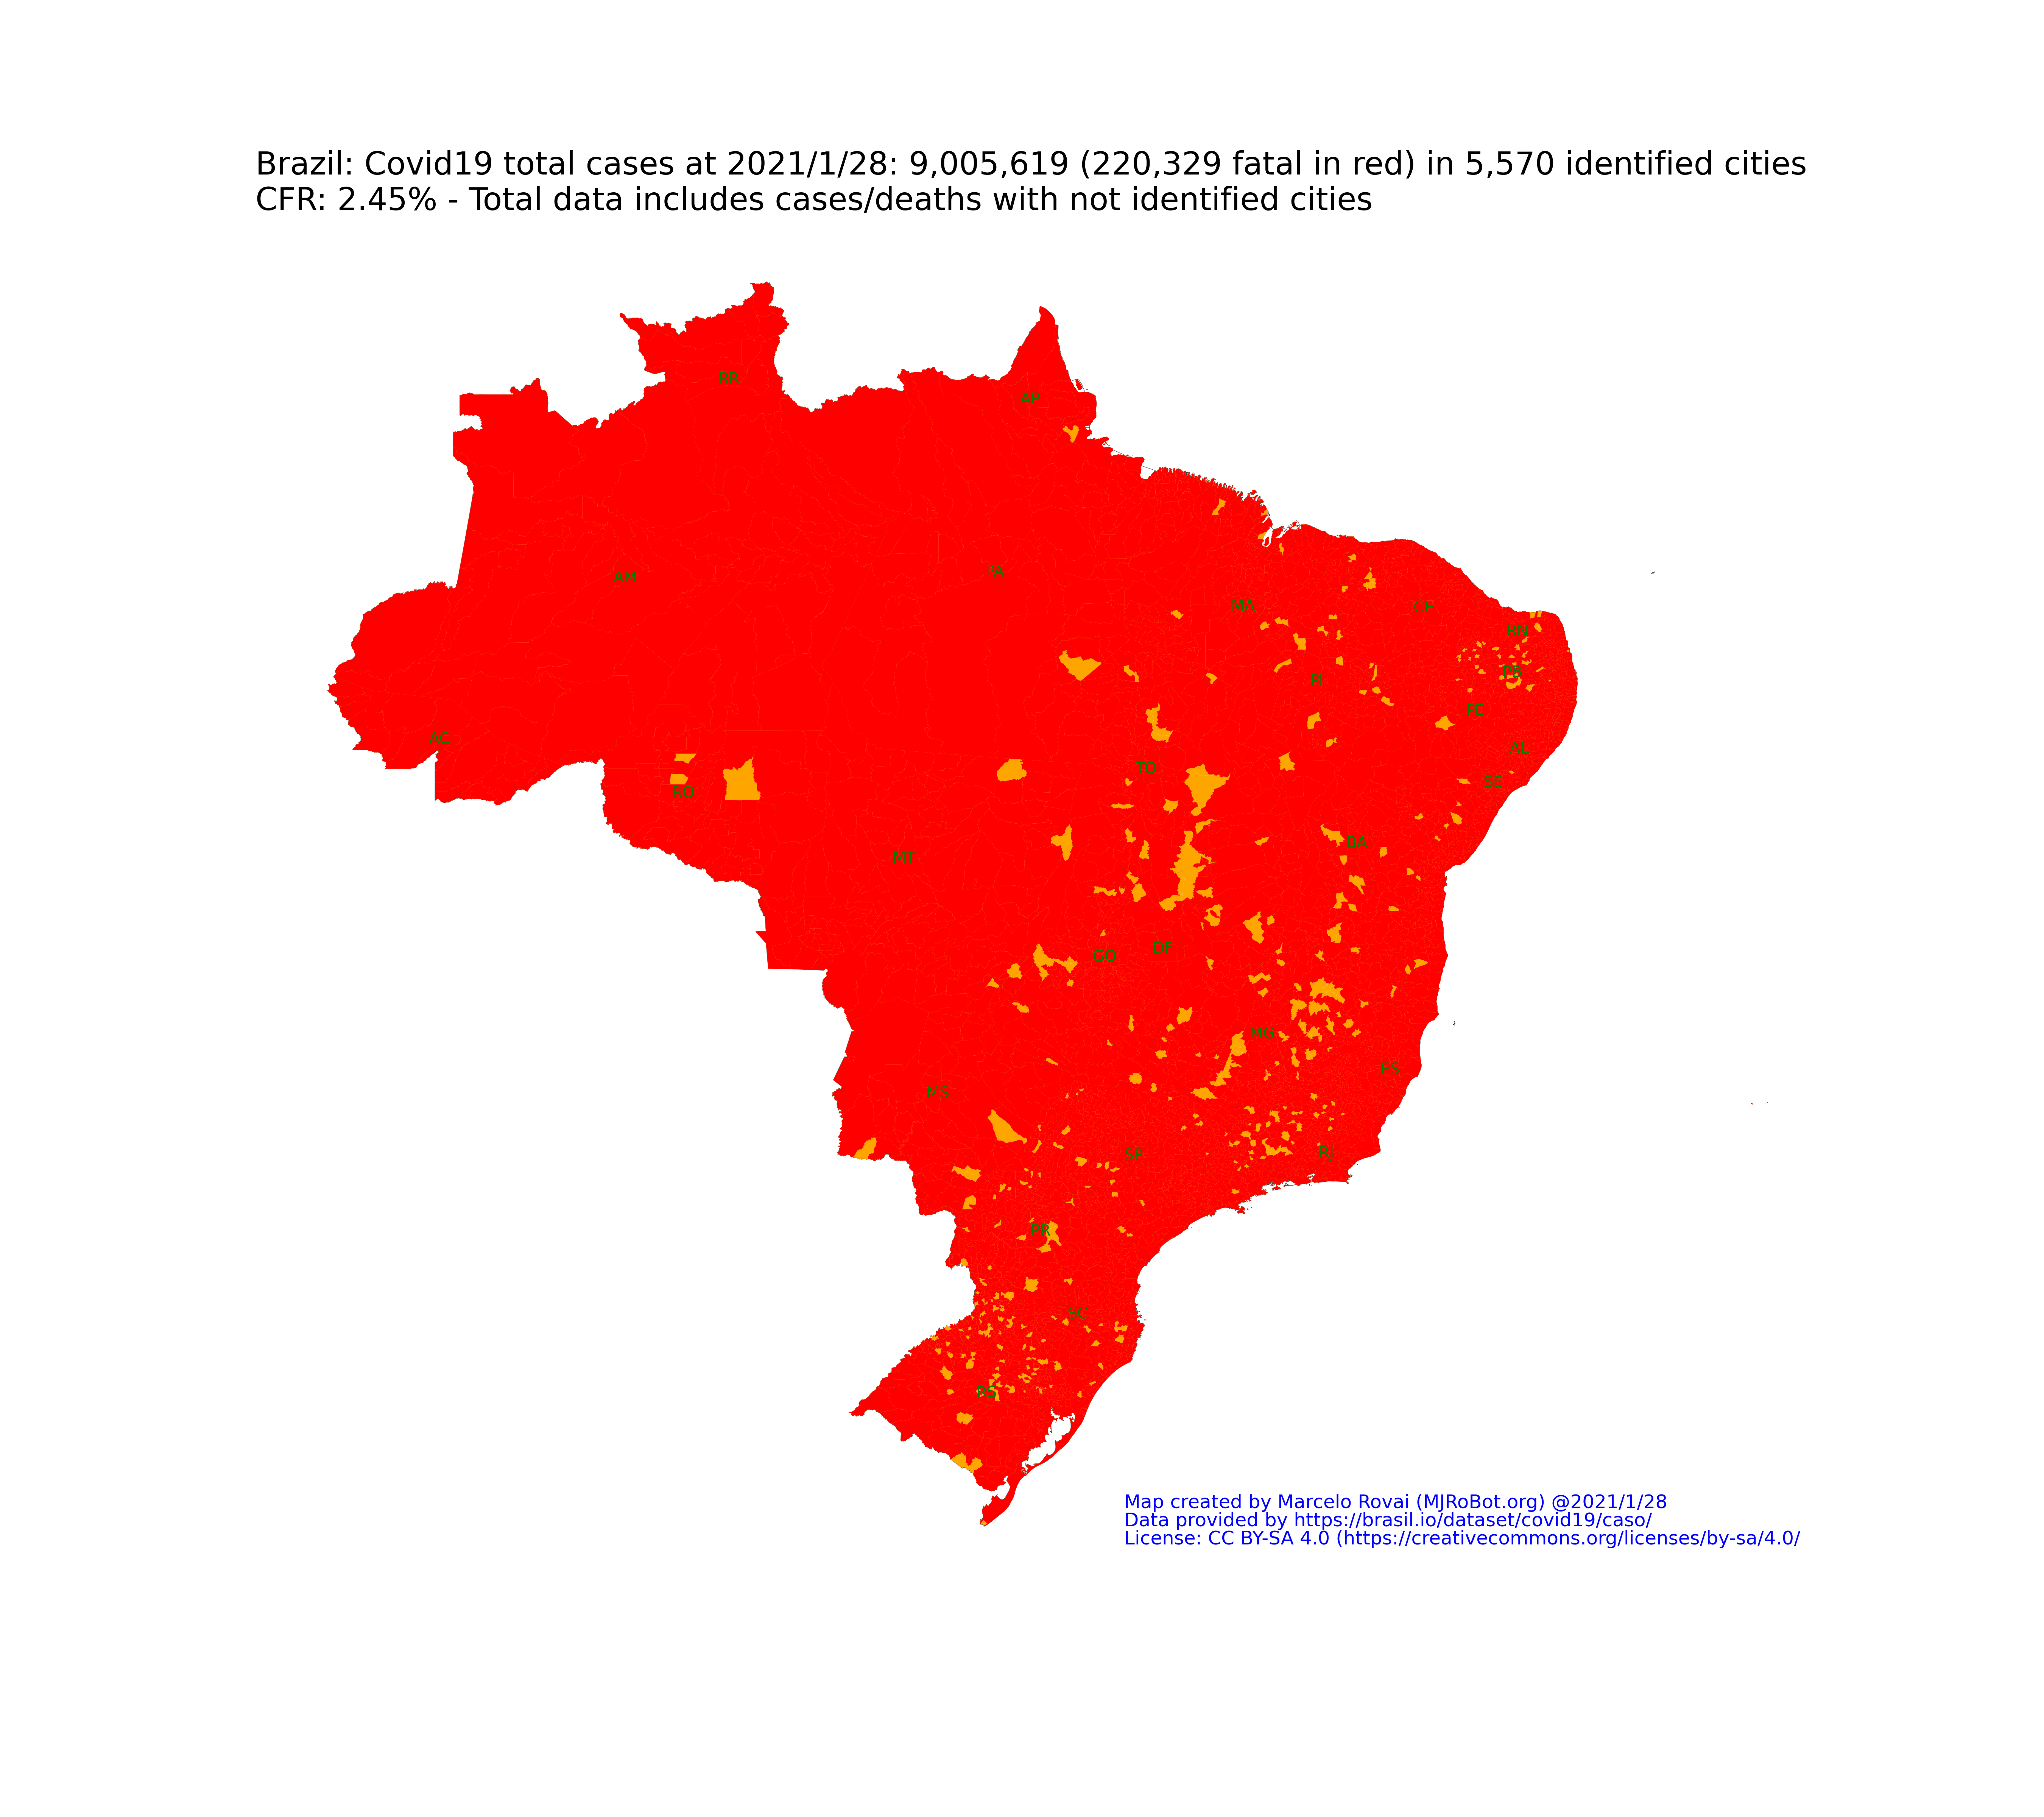 Brazil: Covid19 total cases at 2021/1/28: 9,005,619 (220,329 fatal in red) in 5,570 identified cities
CFR: 2.45% - Total data includes cases/deaths with not identified cities
RR
AP
AM
PA
MA
CE
RN
PB
PI
PE
AC
AL
TO
SE
RO
BA
MT
DF
GO
MG
ES
MS
RJ
SP
PR
SC
RS
Map created by Marcelo Rovai (MJRoBot.org) @2021/1/28
Data provided by https://brasil.io/dataset/covid19/caso/
License: CC BY-SA 4.0 (https://creativecommons.org/licenses/by-sa/4.0/